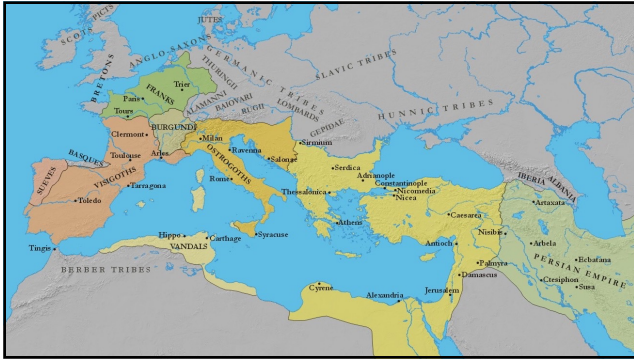 JUTER
SCOTS
PICTS
ANGLO-SAXONS
BRETONS
GERMANIC TRIBES
SLAVIC TRIBES
HUNNIC TRIBES
THURINGII
FRANKS
Trier
Paris
Tours
ALAMANNI
BAIOVARI
RUGII
LOMBARDS
GEPIDAE
BURGUNDI
Clermont
Milan
Sirmium
Toulouse
Arles
Ravenna
OSTROGOTHS
Salonae
Serdica
BASQUES
SUEVES
VISIGOTHS
Tarragona
Toledo
Rome
Adrianople
Constantinople
Nicomedia
Nicea
Thessalonica
IBERIA
ALBANIA
Artaxata
Caesarea
Athens
Nisibis
Arbela
Ecbatana
Antioch
PERSIAN EMPIRE
Hippo
Carthage
Syracuse
VANDALS
Tingis
BERBER TRIBES
Palmyra
Damascus
Ctesiphon
Susa
Cyrene
Alexandria
Jerusalem